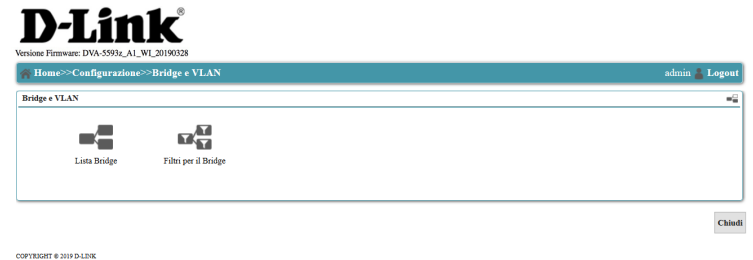 D-Link®
Versione Firmware: DVA-5593z_A1_WI_20190328
Home>>Configurazione>>Bridge e VLAN admin Logout
Bridge e VLAN
Lista Bridge Filtri per il Bridge
Chiudi
COPYRIGHT © 2019 D-LINK